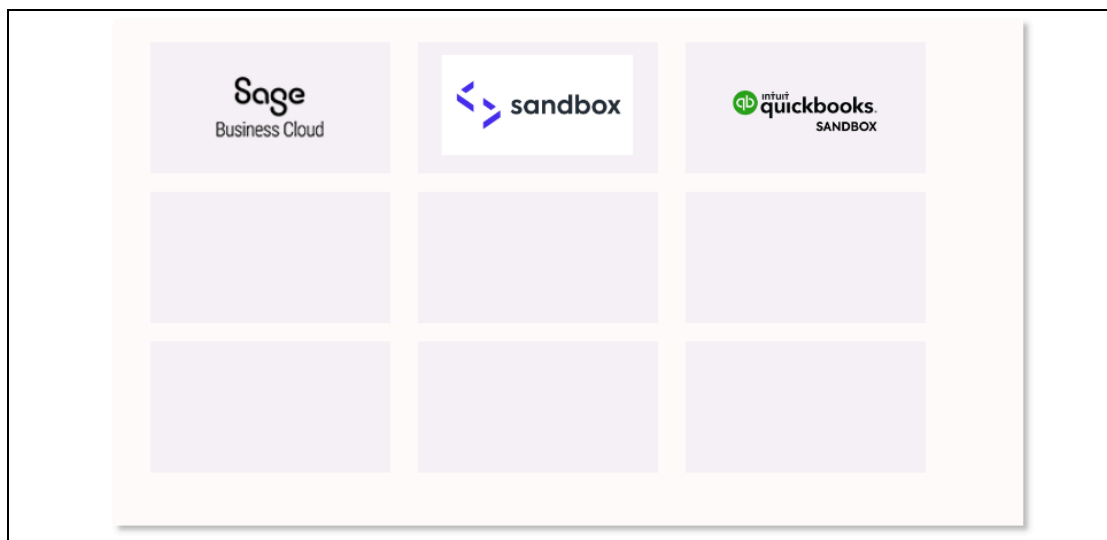 Sage
Business Cloud
sandbox
intuit
quickbooks.
SANDBOX